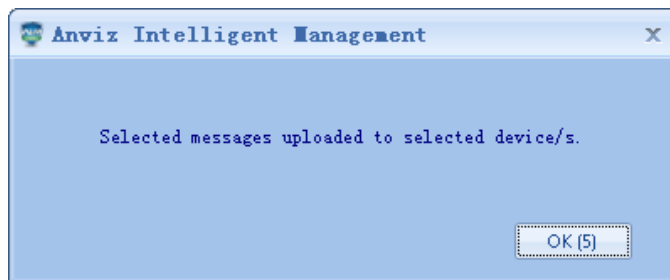 Anviz Intelligent Management
Selected messages uploaded to selected device/s.
OK (5)